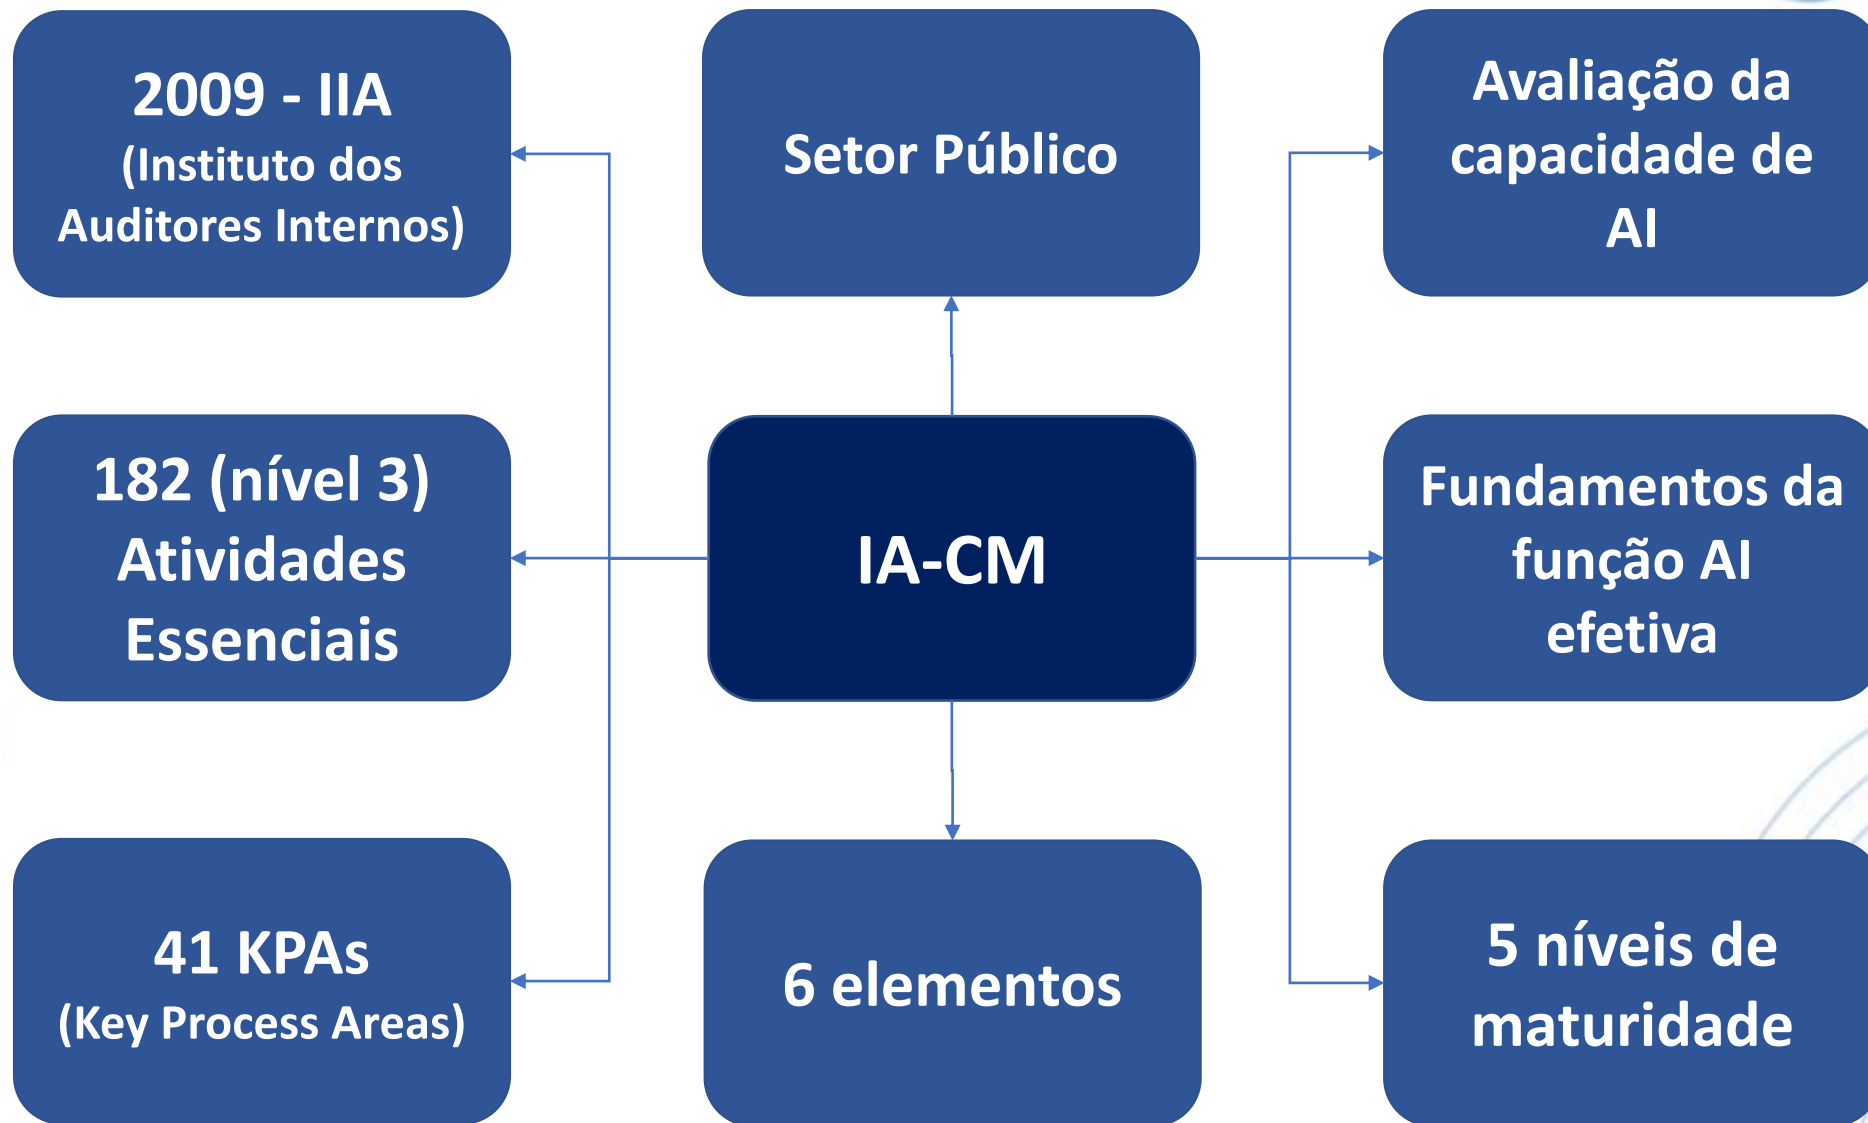 2009 - IIA
(Instituto dos
Auditores Internos)
Setor Público
Avaliação da
capacidade de
AI
182 (nível 3)
Atividades
Essenciais
IA-CM
Fundamentos da
função AI
efetiva
41 KPAs
(Key Process Areas)
6 elementos
5 níveis de
maturidade